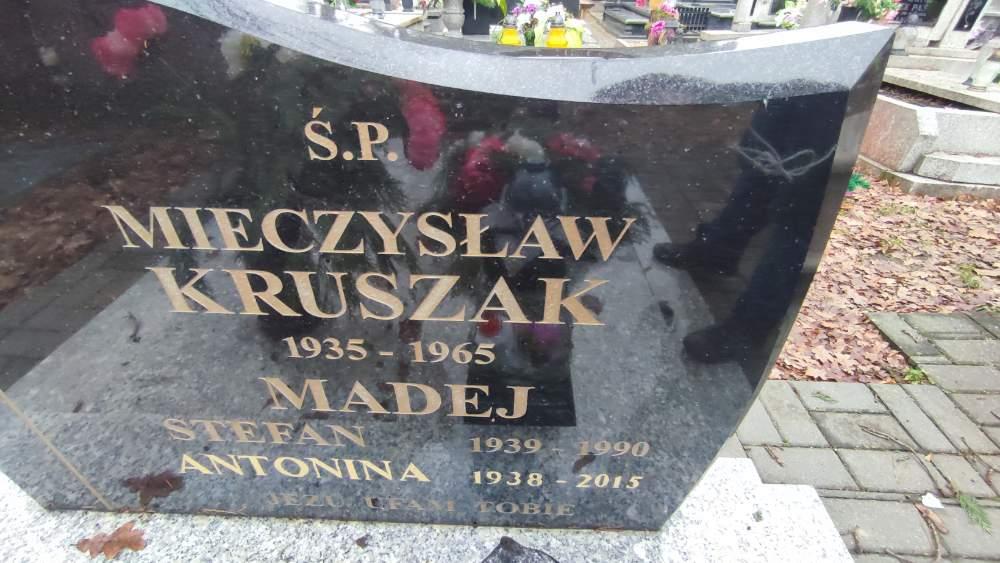 Ś.P.
MIECZYSŁAW
KRUSZAK
1935 - 1965
MADEJ
STEFAN 1939 - 1990
ANTONINA 1938 - 2015
JEZU UFAM TOBIE